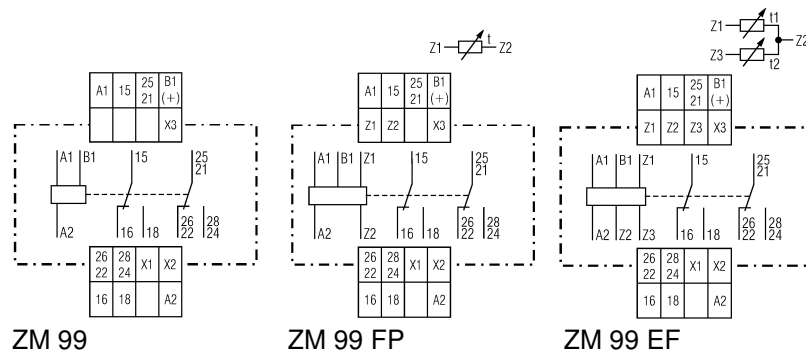 Z1 t Z2
Z1 t1
Z2
Z3 t2
A1 15 25 21 B1 (+)
X3
A1 B1 15 25 21
A2 16 18 26 22 28 24
26 22 28 24 X1 X2
16 18 A2
ZM 99
A1 15 25 21 B1 (+)
Z1 Z2 X3
A1 B1 Z1 15 25 21
A2 Z2 16 18 26 22 28 24
26 22 28 24 X1 X2
16 18 A2
ZM 99 FP
A1 15 25 21 B1 (+)
Z1 Z2 Z3 X3
A1 B1 Z1 15 25 21
A2 Z2 Z3 16 18 26 22 28 24
26 22 28 24 X1 X2
16 18 A2
ZM 99 EF